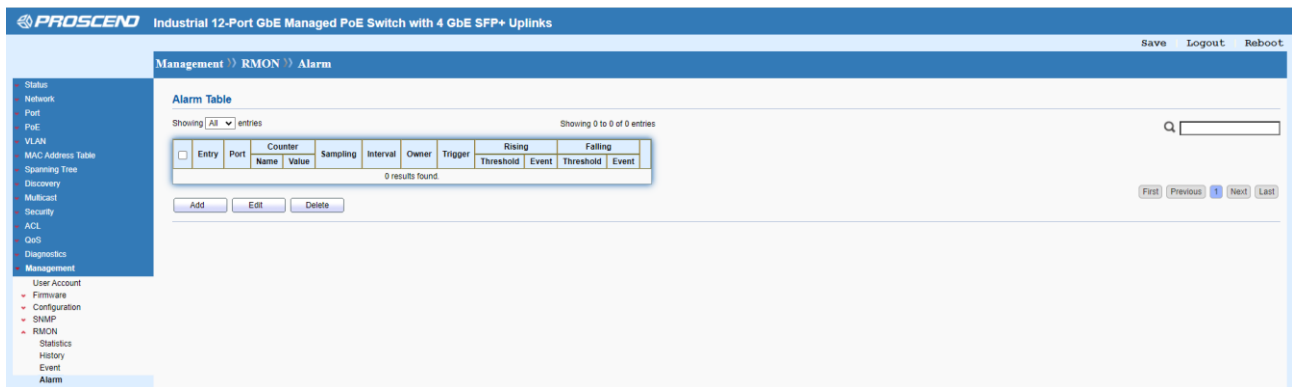 PROSCEND Industrial 12-Port GbE Managed PoE Switch with 4 GbE SFP+ Uplinks
Save Logout Reboot
Management 》 RMON 》 Alarm
Status
Network
Port
PoE
VLAN
MAC Address Table
Spanning Tree
Discovery
Multicast
Security
ACL
QoS
Diagnostics
Management
User Account
Firmware
Configuration
SNMP
RMON
Statistics
History
Event
Alarm
Alarm Table
Showing All entries Showing 0 to 0 of 0 entries
Entry Port Counter Sampling Interval Owner Trigger Rising Falling
Name Value Threshold Event Threshold Event
0 results found.
First Previous 1 Next Last
Add Edit Delete